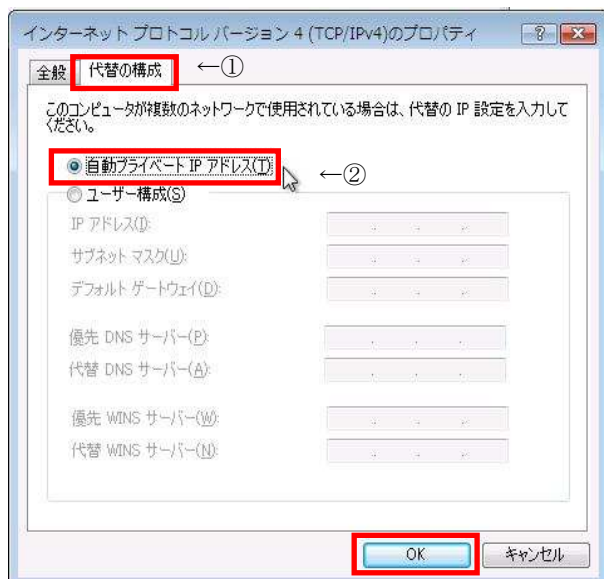 インターネット プロトコル バージョン 4 (TCP/IPv4)のプロパティ
全般 代替の構成 ←①
このコンピュータが複数のネットワークで使用されている場合は、代替の IP 設定を入力して
ください。
自動プライベート IP アドレス(T) ←②
ユーザー構成(S)
IP アドレス(I):
サブネット マスク(U):
デフォルト ゲートウェイ(D):
優先 DNS サーバー(P):
代替 DNS サーバー(A):
優先 WINS サーバー(W):
代替 WINS サーバー(N):
OK キャンセル